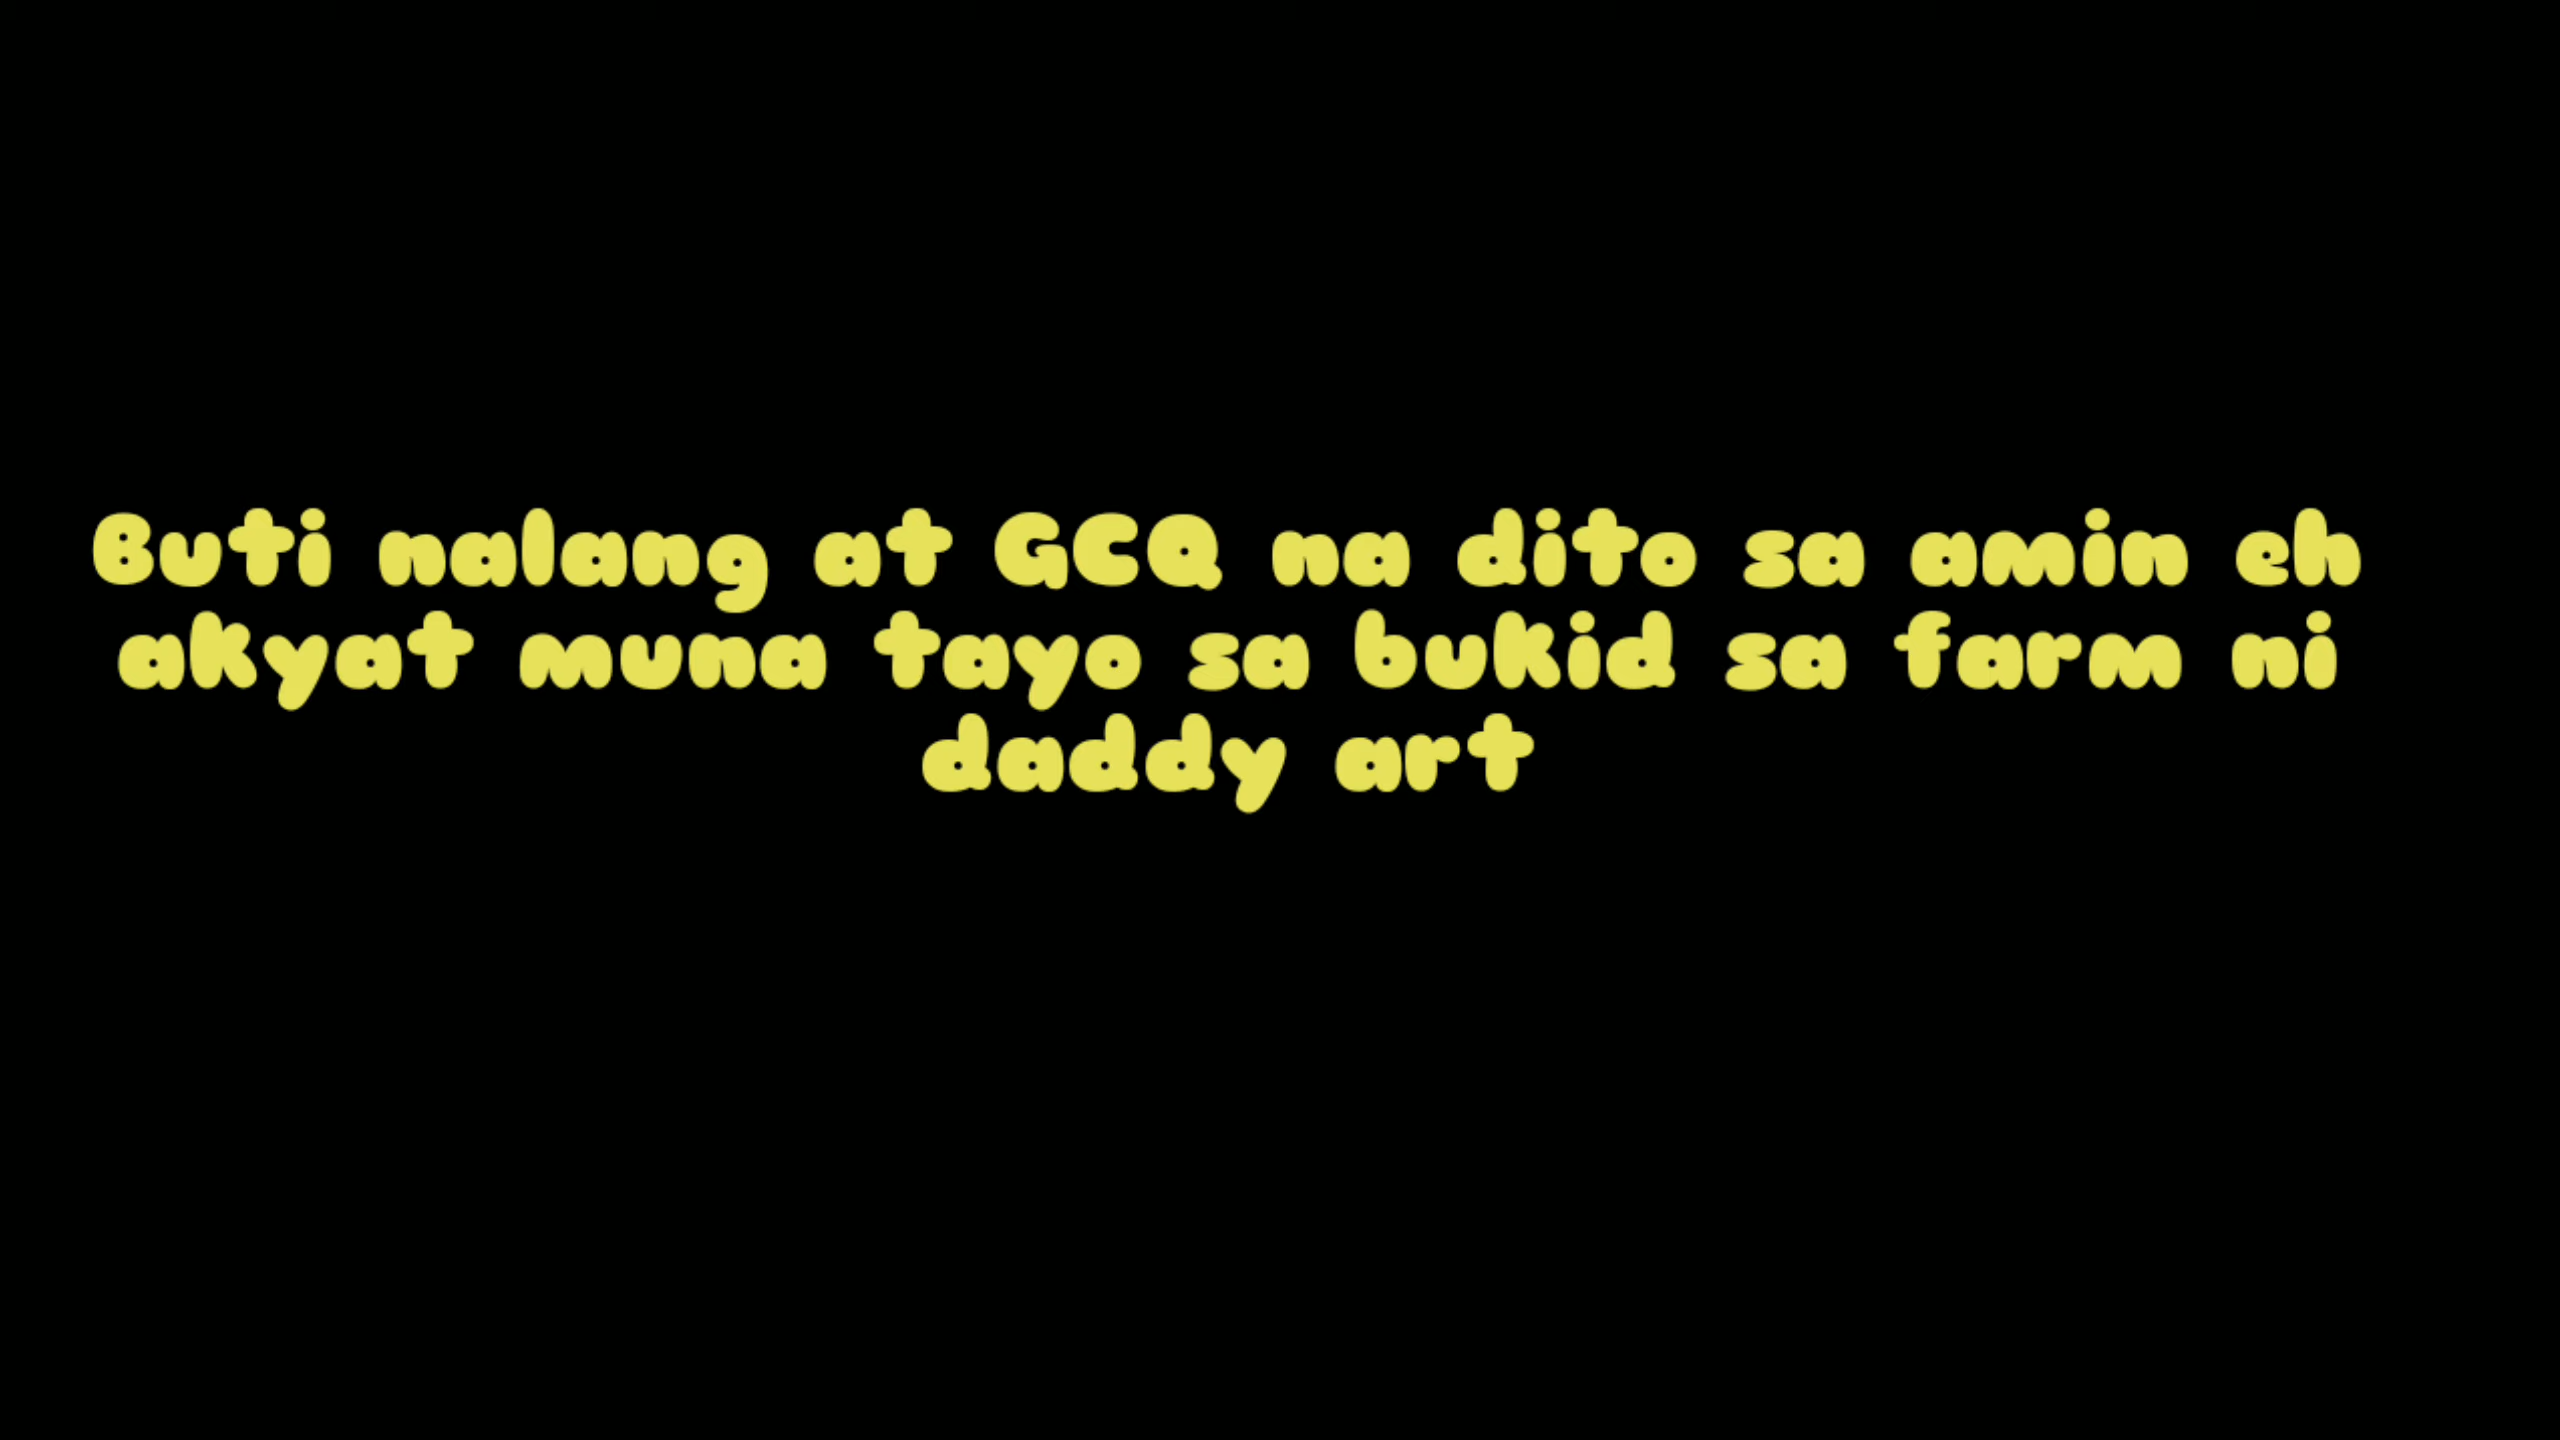 Buti nalang at GCQ na dito sa amin eh
akyat muna tayo sa bukid sa farm ni
daddy art